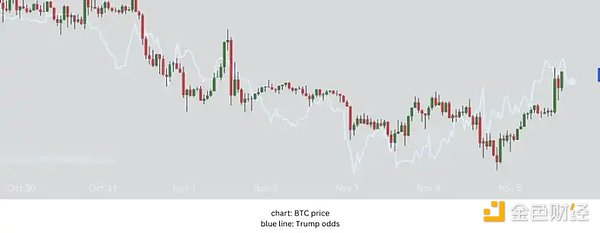 Oct 30 Oct 31 Nov 1 Nov 2 Nov 3 Nov 4 Nov 5
chart: BTC price
blue line: Trump odds
金色财经